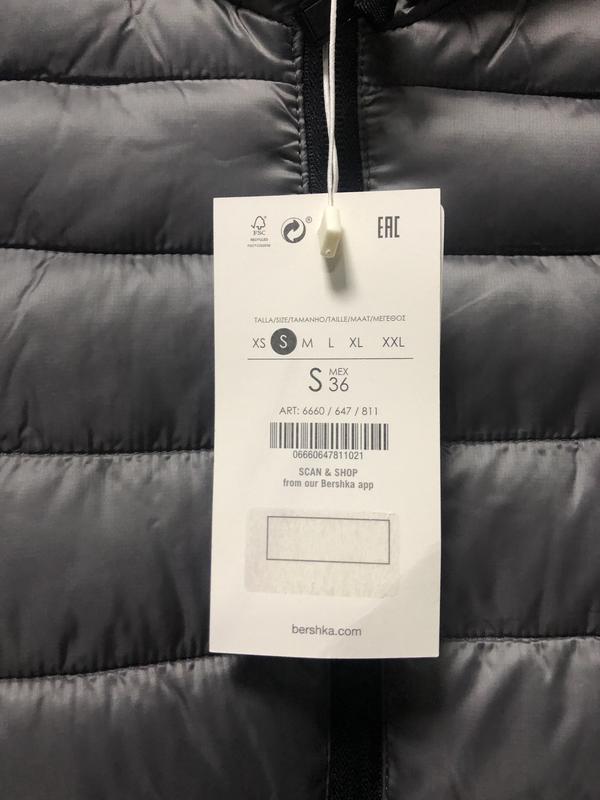 FSC
EAC
TALLA/SIZE/TAMANHO/TAILLE/MAAT/ΜΕΓΕΘΟΣ
XS S M L XL XXL
S MEX 36
ART: 6660 / 647 / 811
06660647811021
SCAN & SHOP
from our Bershka app
bershka.com